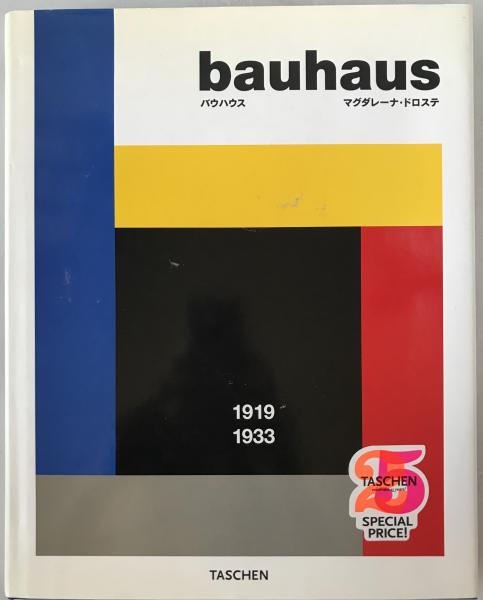 bauhaus
バウハウス マグダレーナ・ドロステ
1919
1933
25
TASCHEN
SPECIAL
PRICE!
TASCHEN